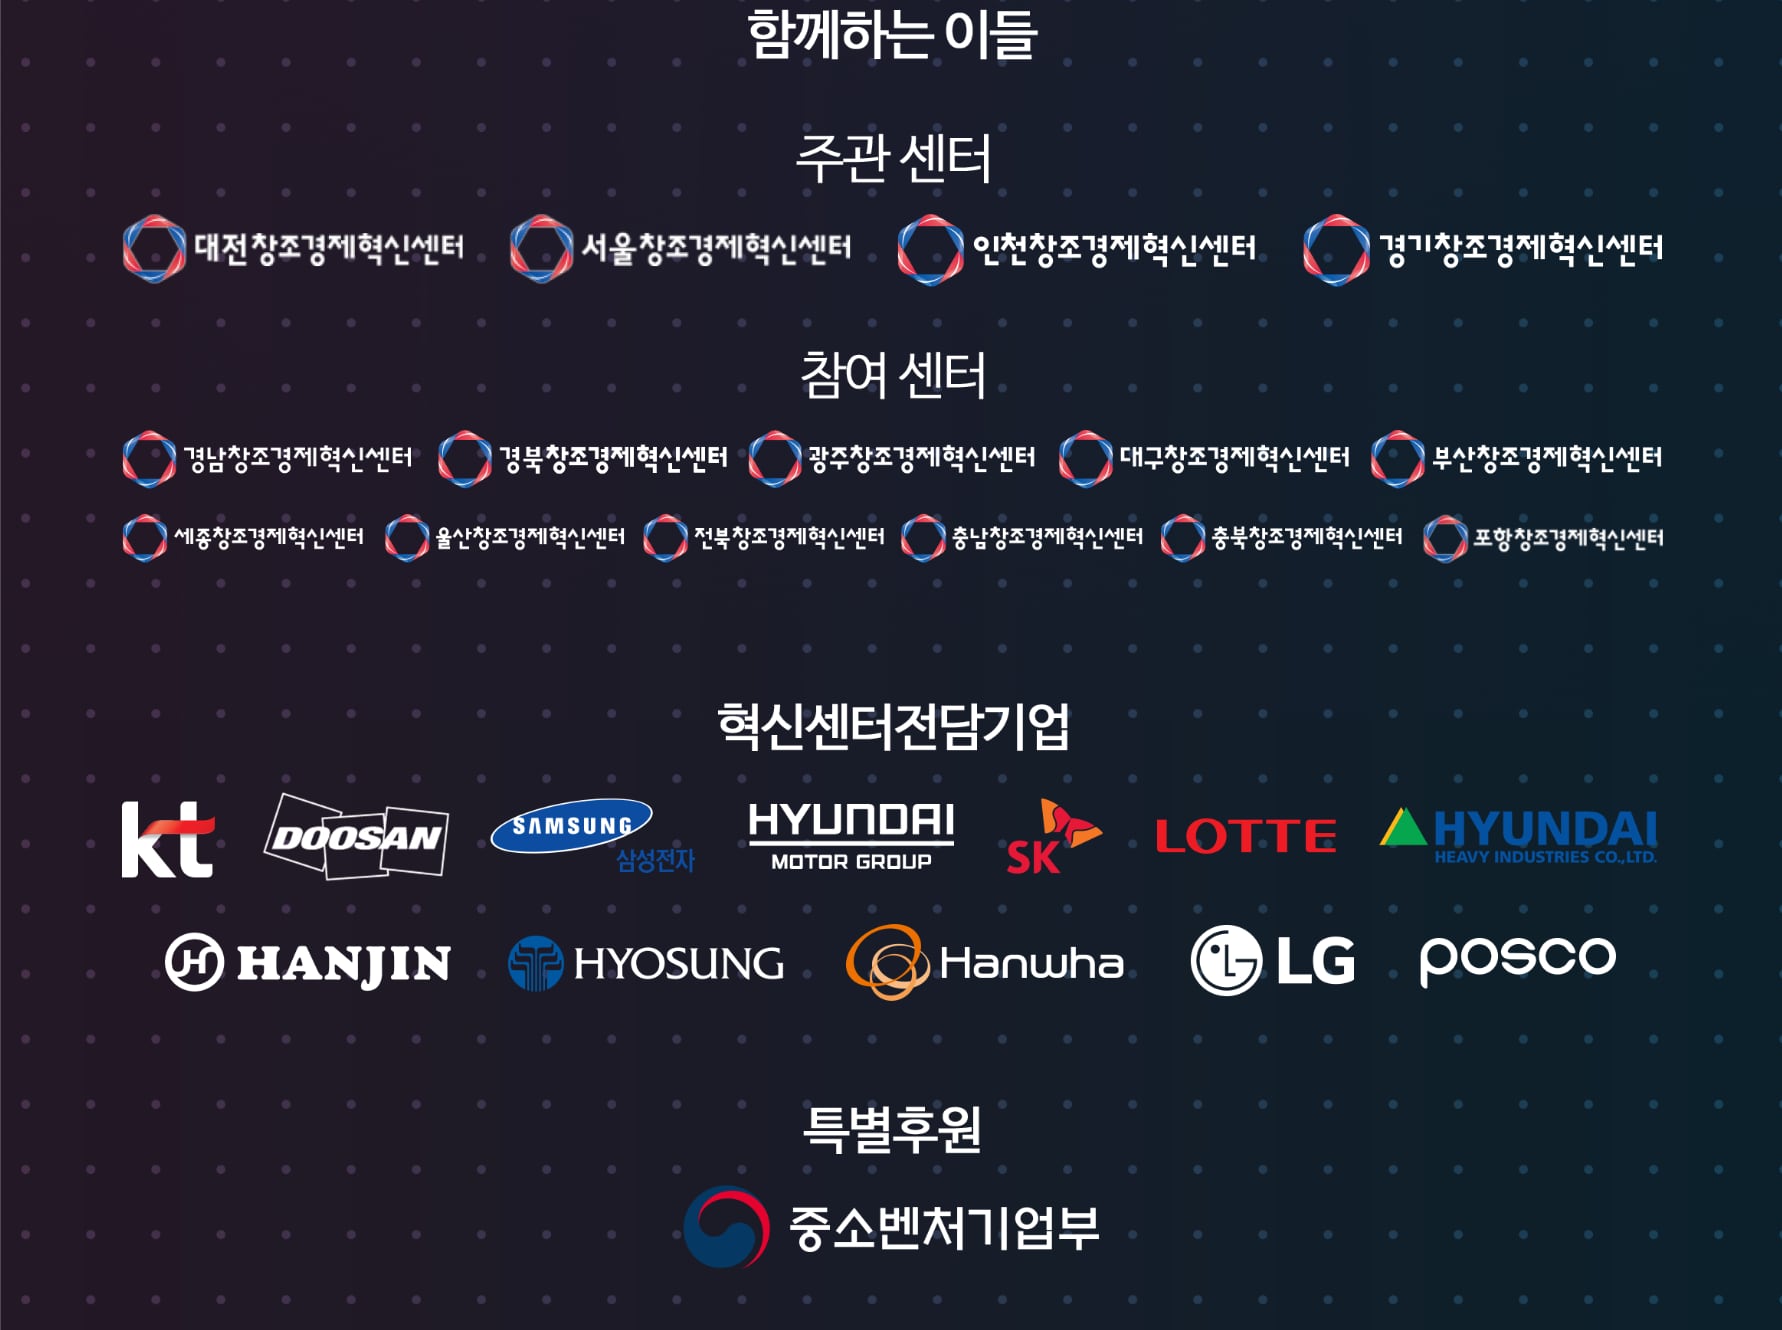 함께하는 이들
주관 센터
대전창조경제혁신센터 서울창조경제혁신센터 인천창조경제혁신센터 경기창조경제혁신센터
참여 센터
경남창조경제혁신센터 경북창조경제혁신센터 광주창조경제혁신센터 대구창조경제혁신센터 부산창조경제혁신센터
세종창조경제혁신센터 울산창조경제혁신센터 전북창조경제혁신센터 충남창조경제혁신센터 충북창조경제혁신센터 포항창조경제혁신센터
혁신센터전담기업
kt DOOSAN SAMSUNG HYUNDAI SK LOTTE HYUNDAI
삼성전자 MOTOR GROUP HEAVY INDUSTRIES CO.,LTD.
H HANJIN HYOSUNG Hanwha LG posco
특별후원
중소벤처기업부